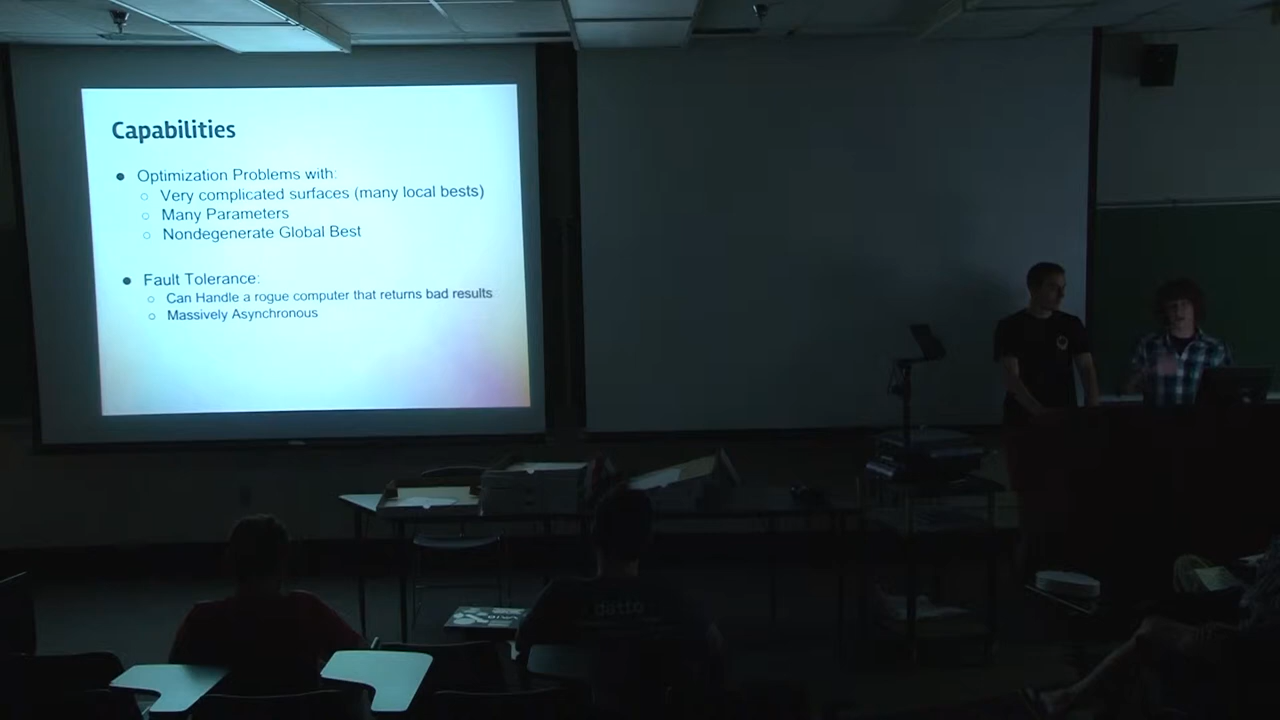 Capabilities
Optimization Problems with:
Very complicated surfaces (many local bests)
Many Parameters
Nondegenerate Global Best
Fault Tolerance:
Can Handle a rogue computer that returns bad results
Massively Asynchronous
datto